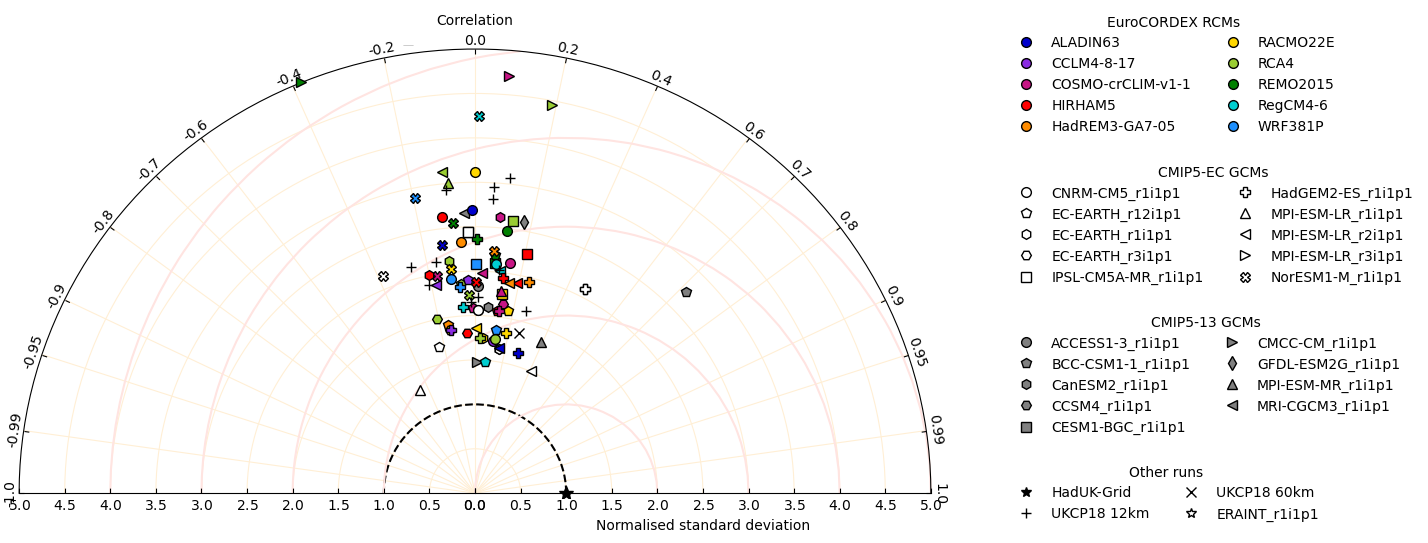 Correlation
-1.0
-0.99
-0.95
-0.9
-0.8
-0.7
-0.6
-0.4
-0.2
0.0
0.2
0.4
0.6
0.7
0.8
0.9
0.95
0.99
1.0
5.0 4.5 4.0 3.5 3.0 2.5 2.0 1.5 1.0 0.5 0.0 0.5 1.0 1.5 2.0 2.5 3.0 3.5 4.0 4.5 5.0
Normalised standard deviation
EuroCORDEX RCMs
ALADIN63 RACMO22E
CCLM4-8-17 RCA4
COSMO-crCLIM-v1-1 REMO2015
HIRHAM5 RegCM4-6
HadREM3-GA7-05 WRF381P
CMIP5-EC GCMs
CNRM-CM5_r1i1p1 HadGEM2-ES_r1i1p1
EC-EARTH_r12i1p1 MPI-ESM-LR_r1i1p1
EC-EARTH_r1i1p1 MPI-ESM-LR_r2i1p1
EC-EARTH_r3i1p1 MPI-ESM-LR_r3i1p1
IPSL-CM5A-MR_r1i1p1 NorESM1-M_r1i1p1
CMIP5-13 GCMs
ACCESS1-3_r1i1p1 CMCC-CM_r1i1p1
BCC-CSM1-1_r1i1p1 GFDL-ESM2G_r1i1p1
CanESM2_r1i1p1 MPI-ESM-MR_r1i1p1
CCSM4_r1i1p1 MRI-CGCM3_r1i1p1
CESM1-BGC_r1i1p1
Other runs
HadUK-Grid UKCP18 60km
UKCP18 12km ERAINT_r1i1p1